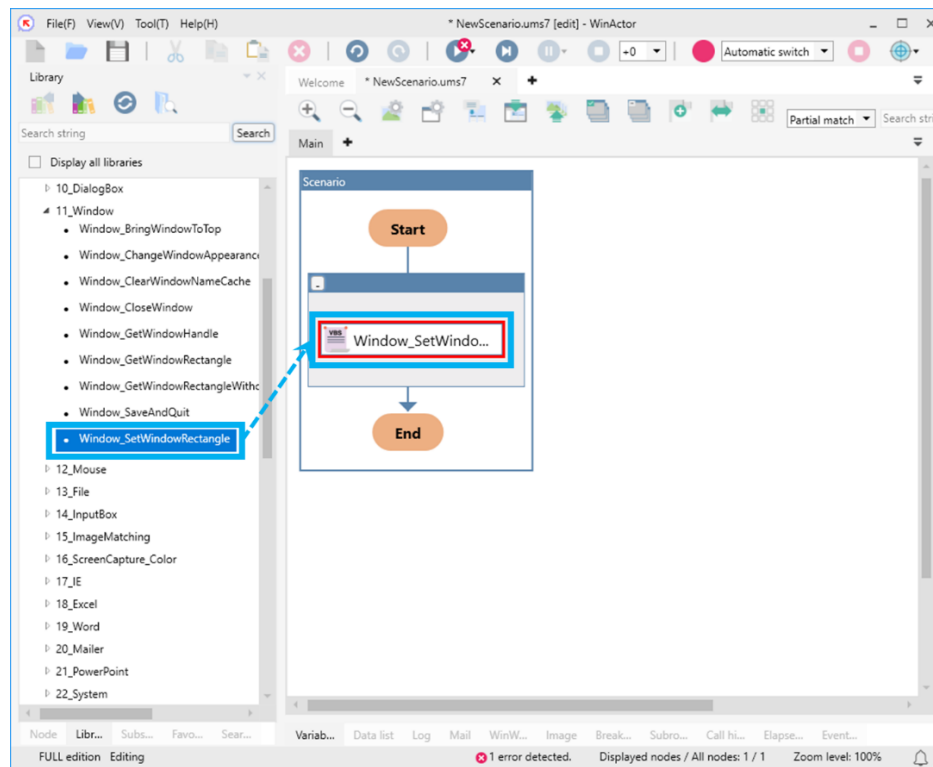 File(F) View(V) Tool(T) Help(H) * NewScenario.ums7 [edit] - WinActor
+0 Automatic switch
Library
Search string Search
Display all libraries
10_DialogBox
11_Window
Window_BringWindowToTop
Window_ChangeWindowAppearanc
Window_ClearWindowNameCache
Window_CloseWindow
Window_GetWindowHandle
Window_GetWindowRectangle
Window_GetWindowRectangleWitho
Window_SaveAndQuit
Window_SetWindowRectangle
12_Mouse
13_File
14_InputBox
15_ImageMatching
16_ScreenCapture_Color
17_IE
18_Excel
19_Word
20_Mailer
21_PowerPoint
22_System
Node Libr... Subs... Favo... Sear...
Welcome * NewScenario.ums7
Partial match Search stri
Main
Scenario
Start
VBS Window_SetWindo...
End
Variab... Data list Log Mail WinW... Image Break... Subro... Call hi... Elapse... Event...
FULL edition Editing 1 error detected. Displayed nodes / All nodes: 1 / 1 Zoom level: 100%